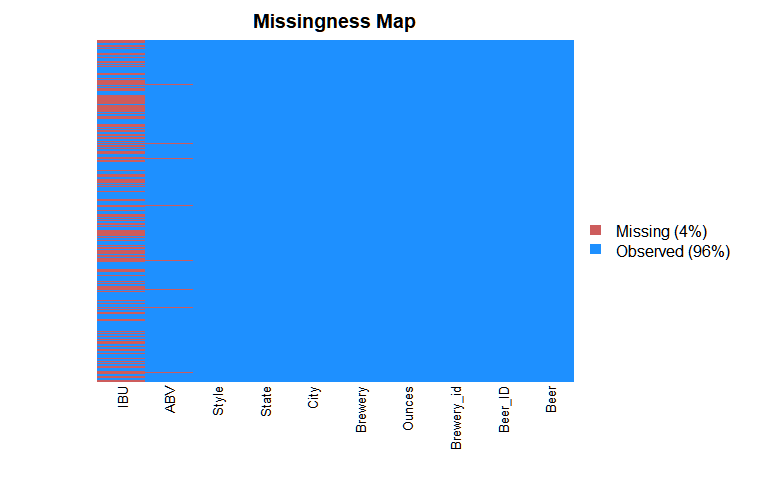 Missingness Map
Missing (4%)
Observed (96%)
IBU
ABV
Style
State
City
Brewery
Ounces
Brewery_id
Beer_ID
Beer